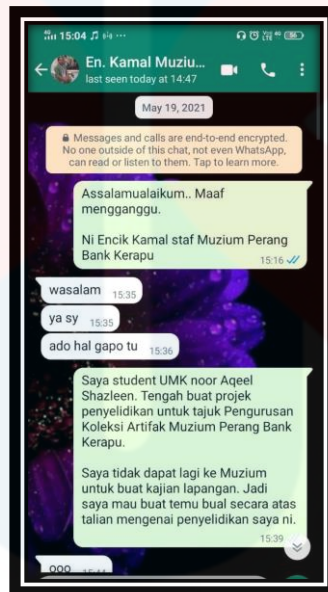 15:04
En. Kamal Muziu...
last seen today at 14:47
May 19, 2021
Messages and calls are end-to-end encrypted.
No one outside of this chat, not even WhatsApp,
can read or listen to them. Tap to learn more.
Assalamualaikum.. Maaf
mengganggu.
Ni Encik Kamal staf Muzium Perang
Bank Kerapu
15:16
wasalam 15:35
ya sy 15:35
ado hal gapo tu 15:36
Saya student UMK noor Aqeel
Shazleen. Tengah buat projek
penyelidikan untuk tajuk Pengurusan
Koleksi Artifak Muzium Perang Bank
Kerapu.
Saya tidak dapat lagi ke Muzium
untuk buat kajian lapangan. Jadi
saya mau buat temu bual secara atas
talian mengenai penyelidikan saya ni.
15:39
ooo 15:44